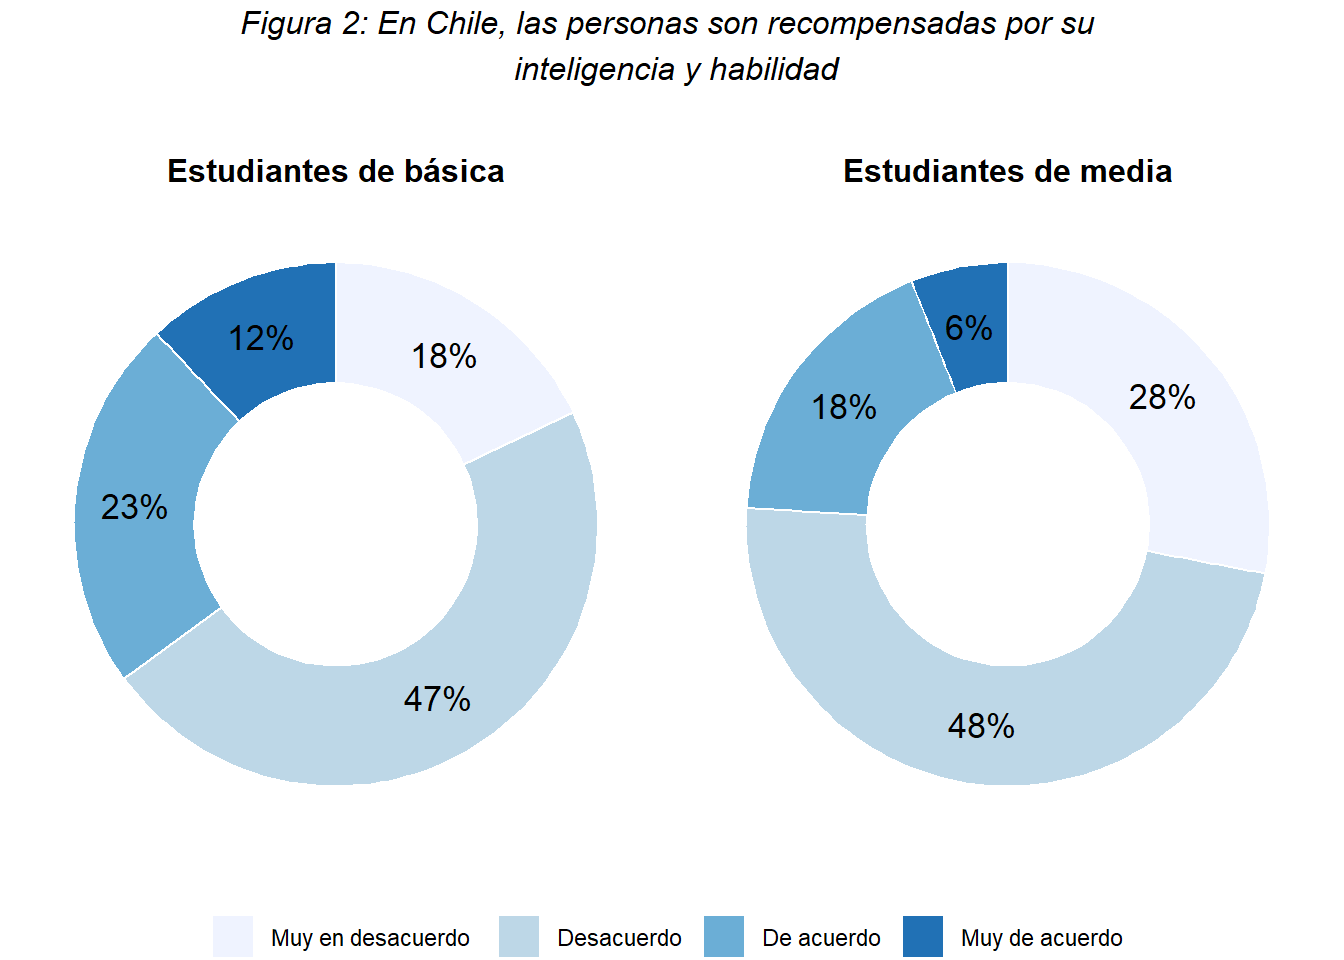 Figura 2: En Chile, las personas son recompensadas por su
inteligencia y habilidad
Estudiantes de básica
12%
18%
23%
47%
Estudiantes de media
6%
28%
18%
48%
Muy en desacuerdo
Desacuerdo
De acuerdo
Muy de acuerdo